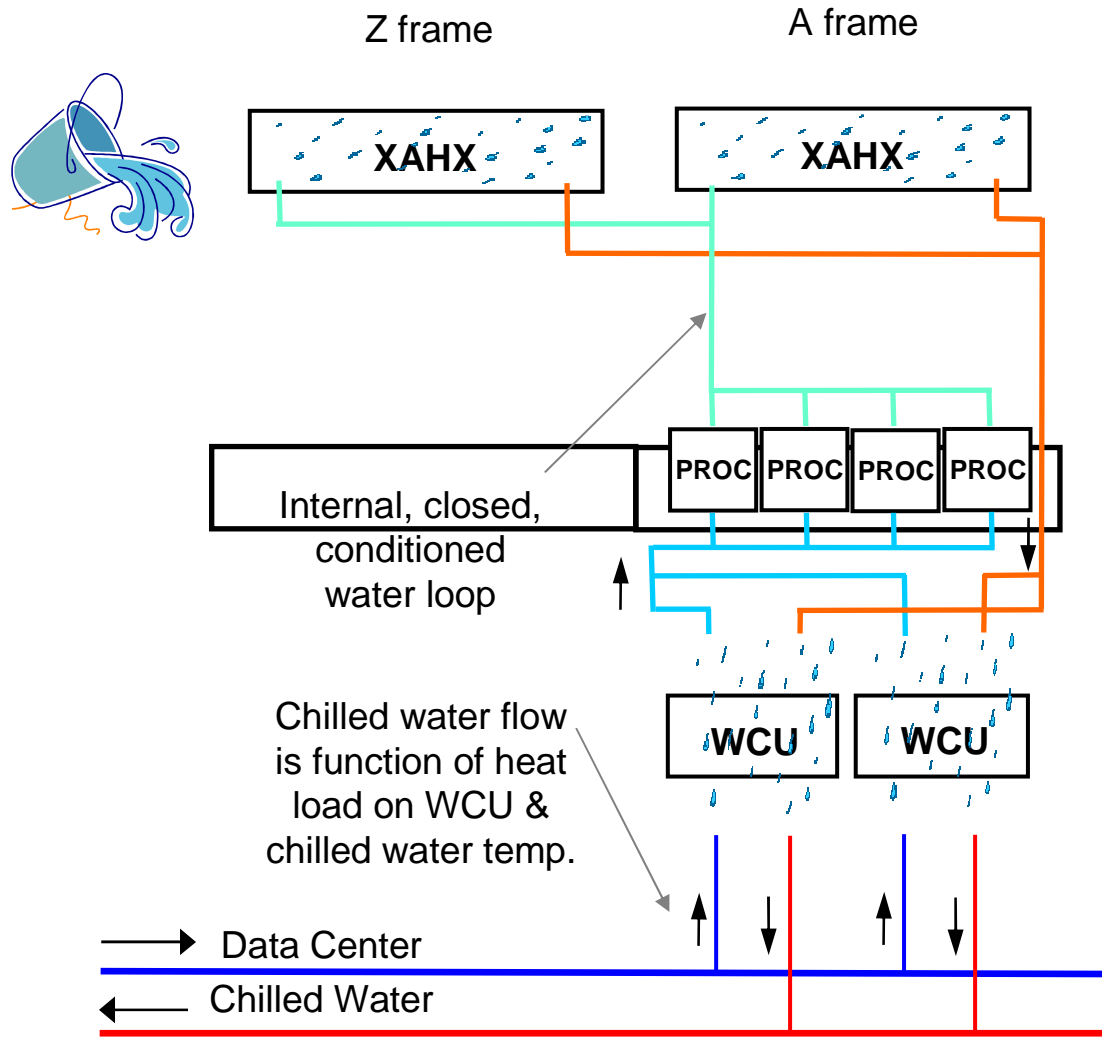 Z frame
A frame
XAHX
XAHX
PROC
PROC
PROC
PROC
Internal, closed,
conditioned
water loop
Chilled water flow
is function of heat
load on WCU &
chilled water temp.
WCU
WCU
Data Center
Chilled Water